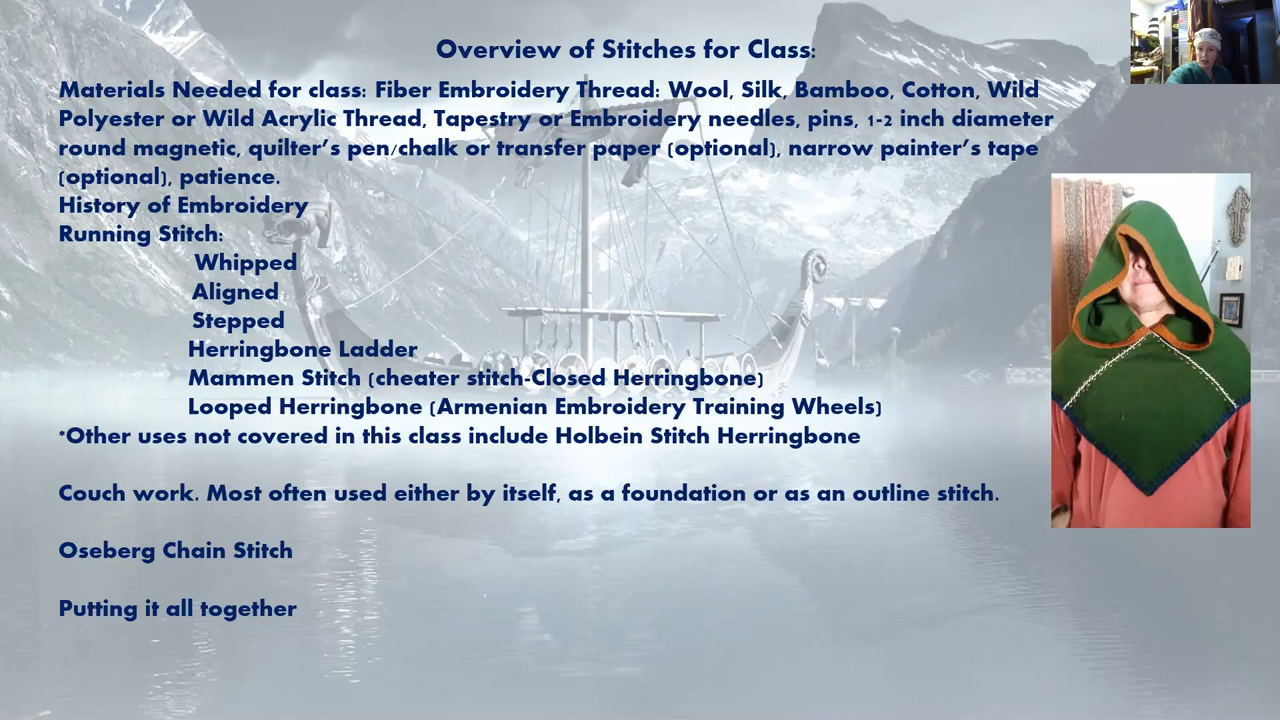 Overview of Stitches for Class:
Materials Needed for class: Fiber Embroidery Thread: Wool, Silk, Bamboo, Cotton, Wild
Polyester or Wild Acrylic Thread, Tapestry or Embroidery needles, pins, 1-2 inch diameter
round magnetic, quilter's pen/chalk or transfer paper (optional), narrow painter's tape
(optional), patience.
History of Embroidery
Running Stitch:
Whipped
Aligned
Stepped
Herringbone Ladder
Mammen Stitch (cheater stitch-Closed Herringbone)
Looped Herringbone (Armenian Embroidery Training Wheels)
*Other uses not covered in this class include Holbein Stitch Herringbone
Couch work. Most often used either by itself, as a foundation or as an outline stitch.
Oseberg Chain Stitch
Putting it all together